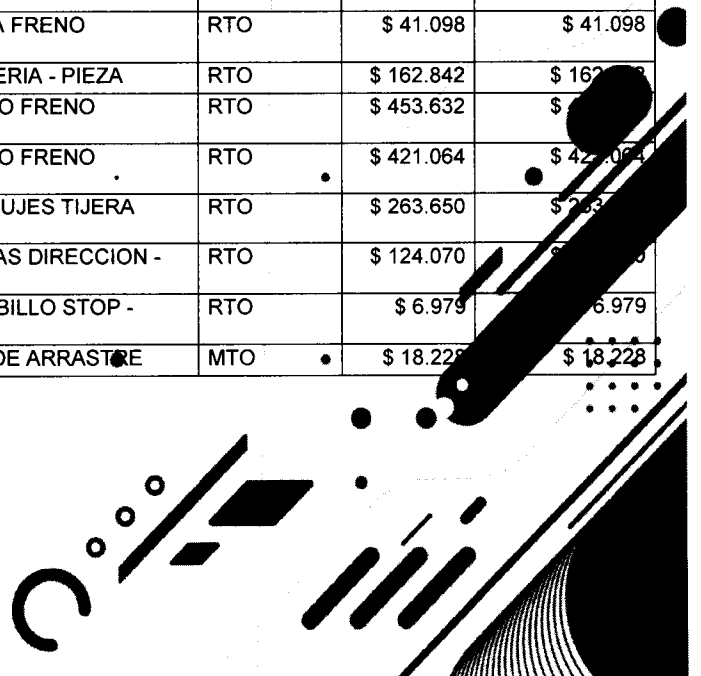 A FRENO RTO $ 41.098 $ 41.098
ERIA - PIEZA RTO $ 162.842 $
O FRENO RTO $ 453.632 $
O FRENO RTO $ 421.064 $
UJES TIJERA RTO $ 263.650 $
AS DIRECCION - RTO $ 124.070
BILLO STOP - RTO $ 6.979 6.979
DE ARRASTRE MTO $ 18.228 $ 18.228